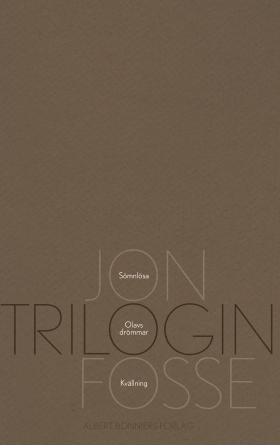 JON
Sömnlösa
TRILOGIN
Olavs
drömmar
FOSSE
Kvällning
ALBERT BONNIERS FÖRLAG